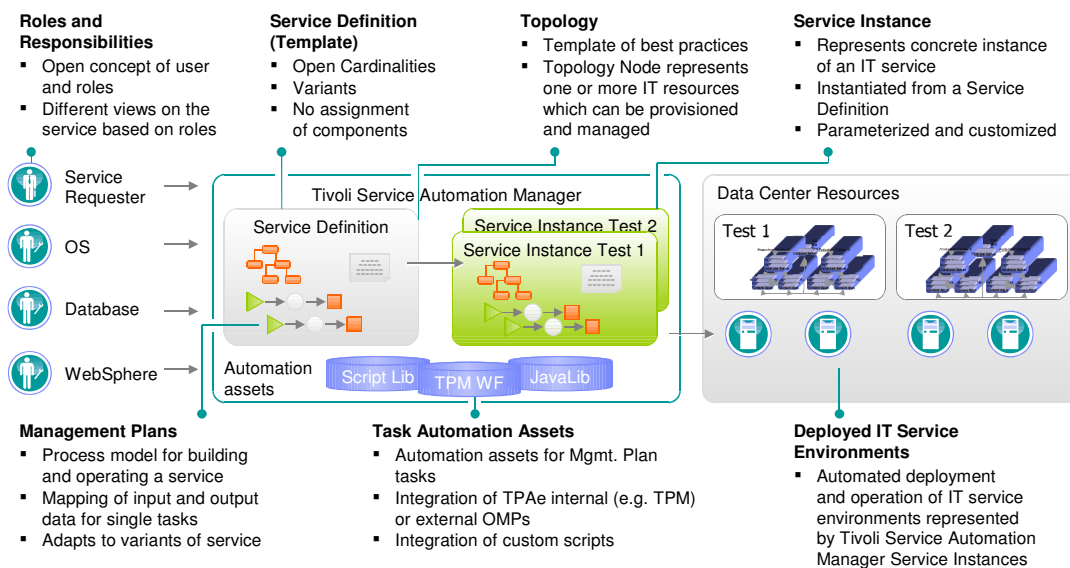 Roles and
Responsibilities
▪ Open concept of user
and roles
▪ Different views on the
service based on roles
Service Definition
(Template)
▪ Open Cardinalities
▪ Variants
▪ No assignment
of components
Topology
▪ Template of best practices
▪ Topology Node represents
one or more IT resources
which can be provisioned
and managed
Service Instance
▪ Represents concrete instance
of an IT service
▪ Instantiated from a Service
Definition
▪ Parameterized and customized
Service
Requester
OS
Database
WebSphere
Tivoli Service Automation Manager
Service Definition
Service Instance Test 2
Service Instance Test 1
Automation
assets
Script Lib
TPM WF
JavaLib
Data Center Resources
Test 1
Test 2
Management Plans
▪ Process model for building
and operating a service
▪ Mapping of input and output
data for single tasks
▪ Adapts to variants of service
Task Automation Assets
▪ Automation assets for Mgmt. Plan
tasks
▪ Integration of TPAe internal (e.g. TPM)
or external OMPs
▪ Integration of custom scripts
Deployed IT Service
Environments
▪ Automated deployment
and operation of IT service
environments represented
by Tivoli Service Automation
Manager Service Instances